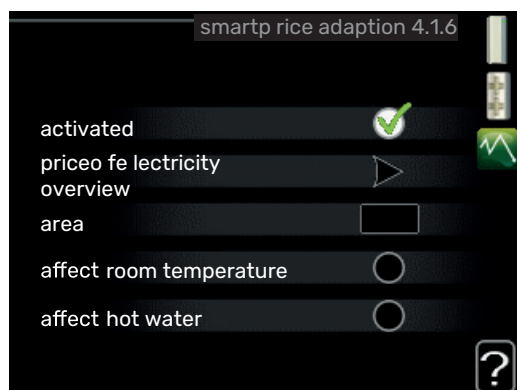 smartp rice adaption 4.1.6
activated
priceo fe lectricity
overview
area
affect room temperature
affect hot water
?